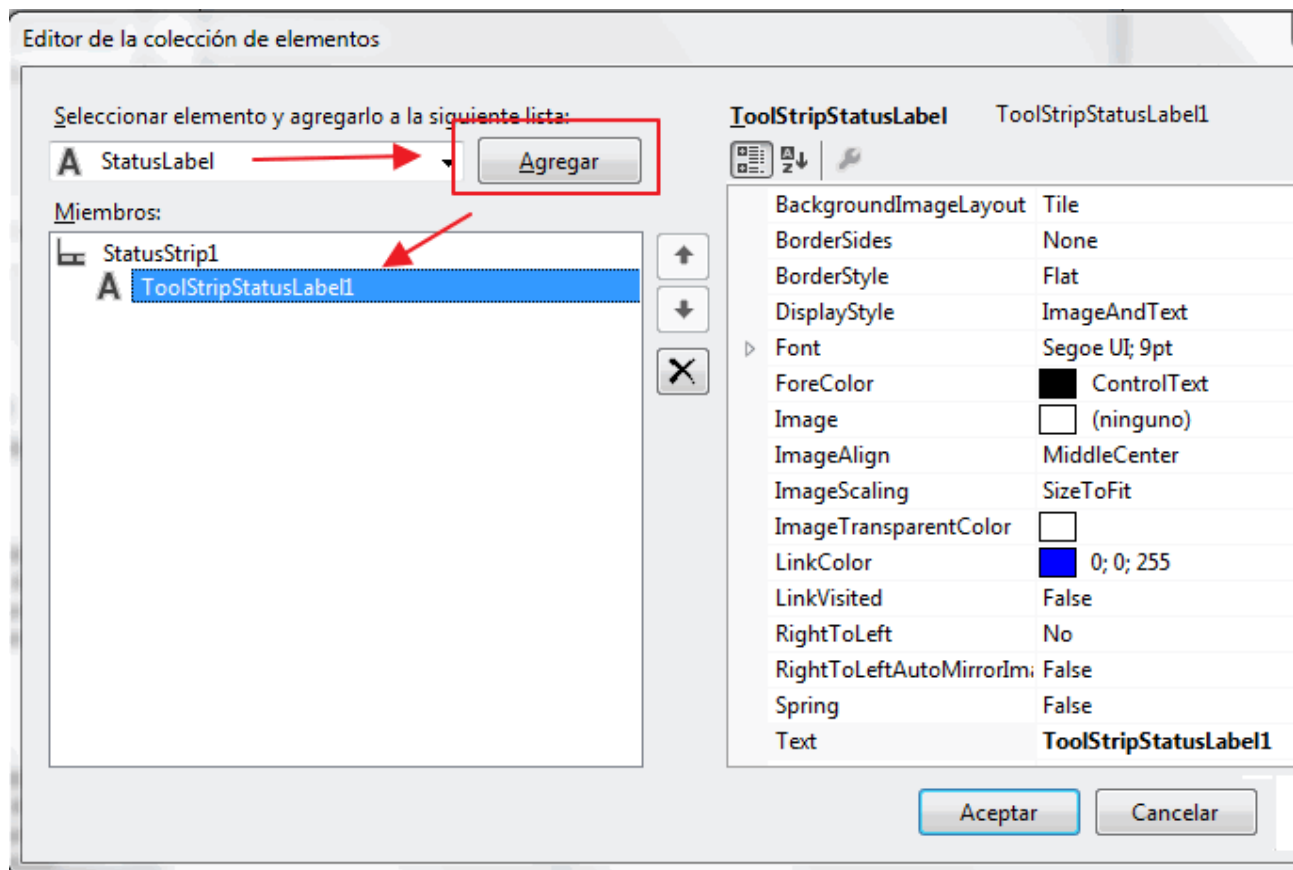 Editor de la colección de elementos
Seleccionar elemento y agregarlo a la siguiente lista:
A StatusLabel
Agregar
Miembros:
StatusStrip1
A ToolStripStatusLabel1
ToolStripStatusLabel ToolStripStatusLabel1
BackgroundImageLayout Tile
BorderSides None
BorderStyle Flat
DisplayStyle ImageAndText
Font Segoe UI; 9pt
ForeColor ControlText
Image (ninguno)
ImageAlign MiddleCenter
ImageScaling SizeToFit
ImageTransparentColor
LinkColor 0; 0; 255
LinkVisited False
RightToLeft No
RightToLeftAutoMirrorIma False
Spring False
Text ToolStripStatusLabel1
Aceptar Cancelar